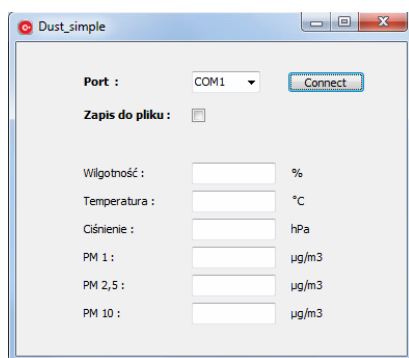 Dust_simple
Port : COM1 Connect
Zapis do pliku :
Wilgotność : %
Temperatura : °C
Ciśnienie : hPa
PM 1 : µg/m3
PM 2,5 : µg/m3
PM 10 : µg/m3